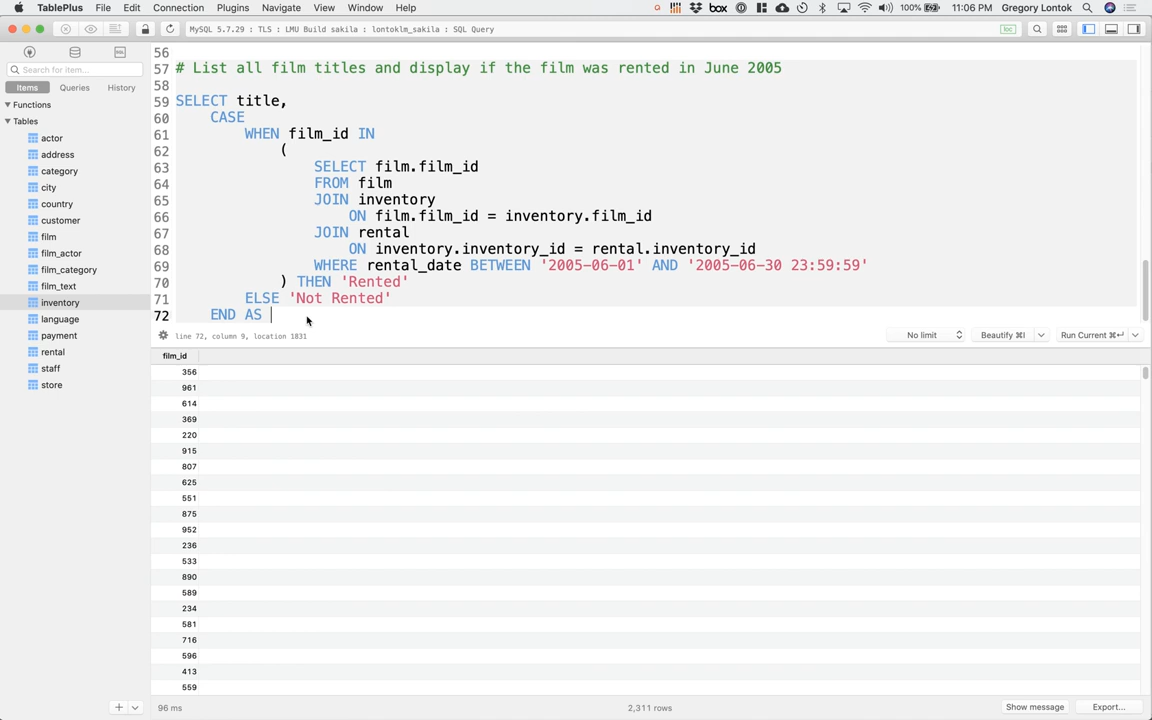 TablePlus File Edit Connection Plugins Navigate View Window Help box 100% 11:06 PM Gregory Lontok
MySQL 5.7.29 : TLS : LMU Build sakila : lontoklm_sakila : SQL Query loc
Search for item...
Items Queries History
Functions
Tables
actor
address
category
city
country
customer
film
film_actor
film_category
film_text
inventory
language
payment
rental
staff
store
56
57 # List all film titles and display if the film was rented in June 2005
58
59 SELECT title,
60 CASE
61 WHEN film_id IN
62 (
63 SELECT film.film_id
64 FROM film
65 JOIN inventory
66 ON film.film_id = inventory.film_id
67 JOIN rental
68 ON inventory.inventory_id = rental.inventory_id
69 WHERE rental_date BETWEEN '2005-06-01' AND '2005-06-30 23:59:59'
70 ) THEN 'Rented'
71 ELSE 'Not Rented'
72 END AS
line 72, column 9, location 1831 No limit Beautify ⌘I Run Current ⌘↵
film_id
356
961
614
369
220
915
807
625
551
875
952
236
533
890
589
234
581
716
596
413
559
96 ms 2,311 rows Show message Export...